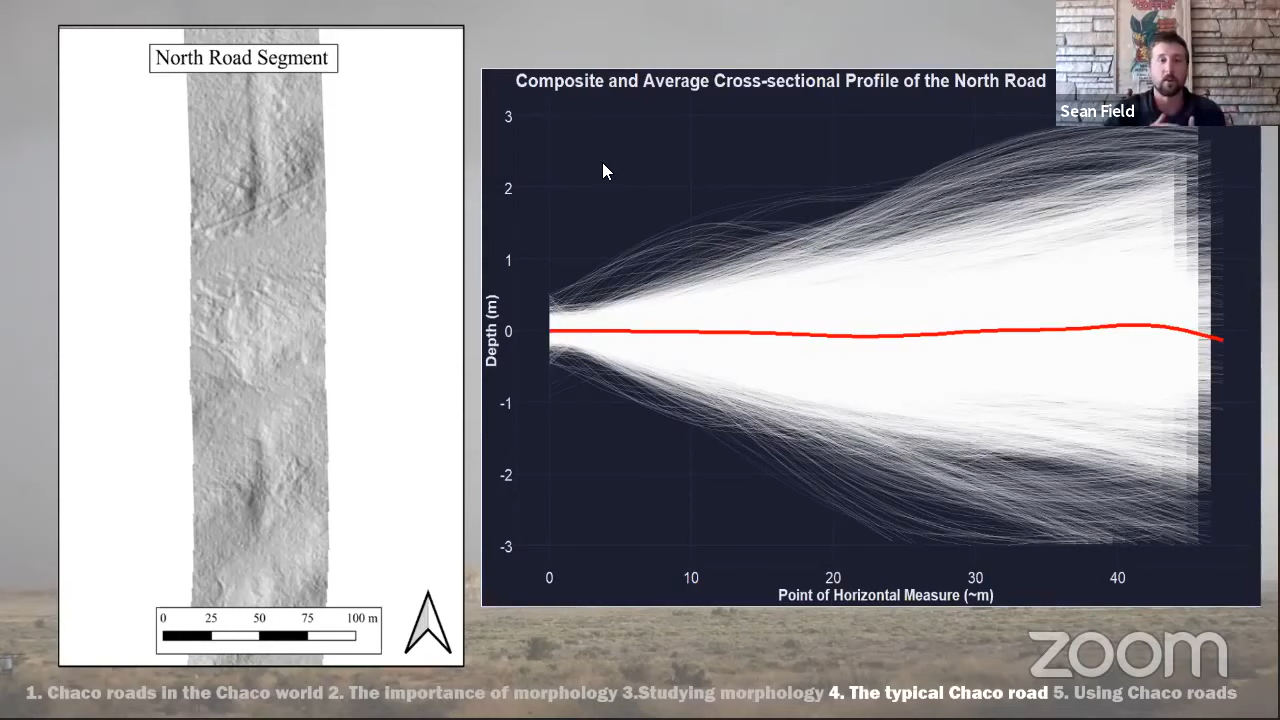 North Road Segment
0 25 50 75 100 m
Composite and Average Cross-sectional Profile of the North Road
3
2
1
0
-1
-2
-3
Depth (m)
0 10 20 30 40
Point of Horizontal Measure (~m)
Sean Field
zoom
1. Chaco roads in the Chaco world 2. The importance of morphology 3.Studying morphology 4. The typical Chaco road 5. Using Chaco roads